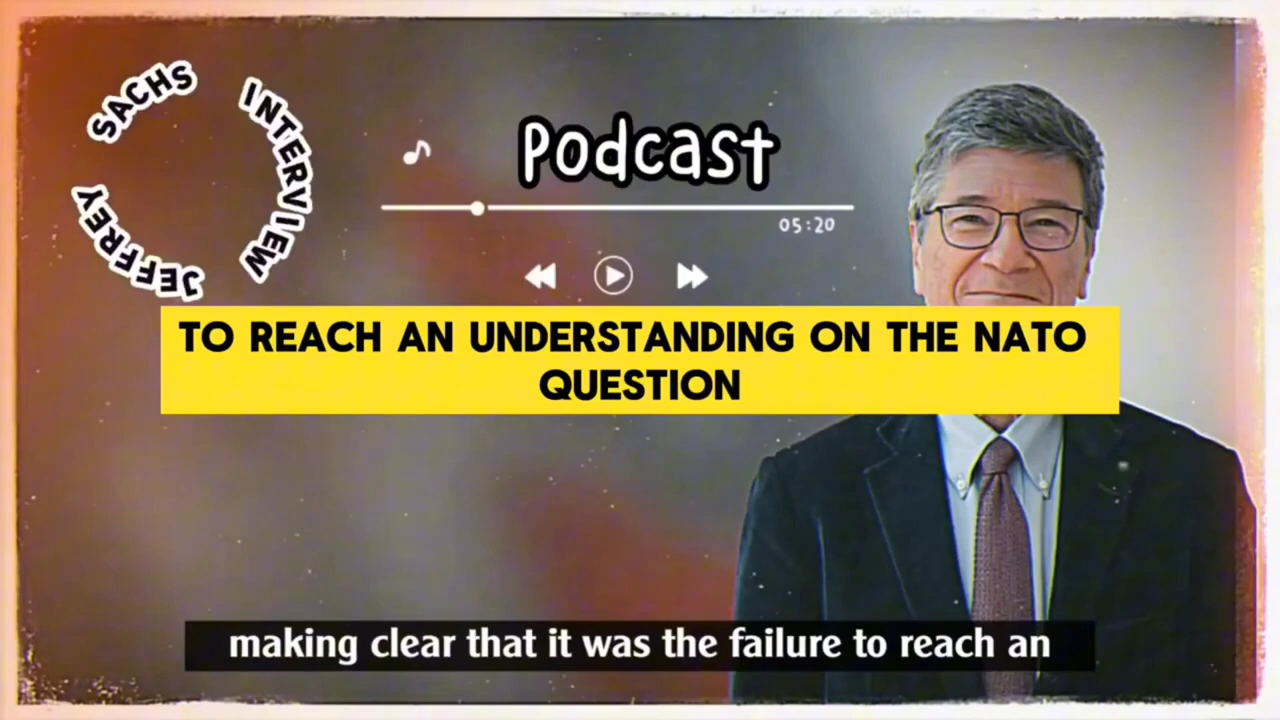 JEFFREY SACHS INTERVIEW
Podcast
05:20
TO REACH AN UNDERSTANDING ON THE NATO
QUESTION
making clear that it was the failure to reach an